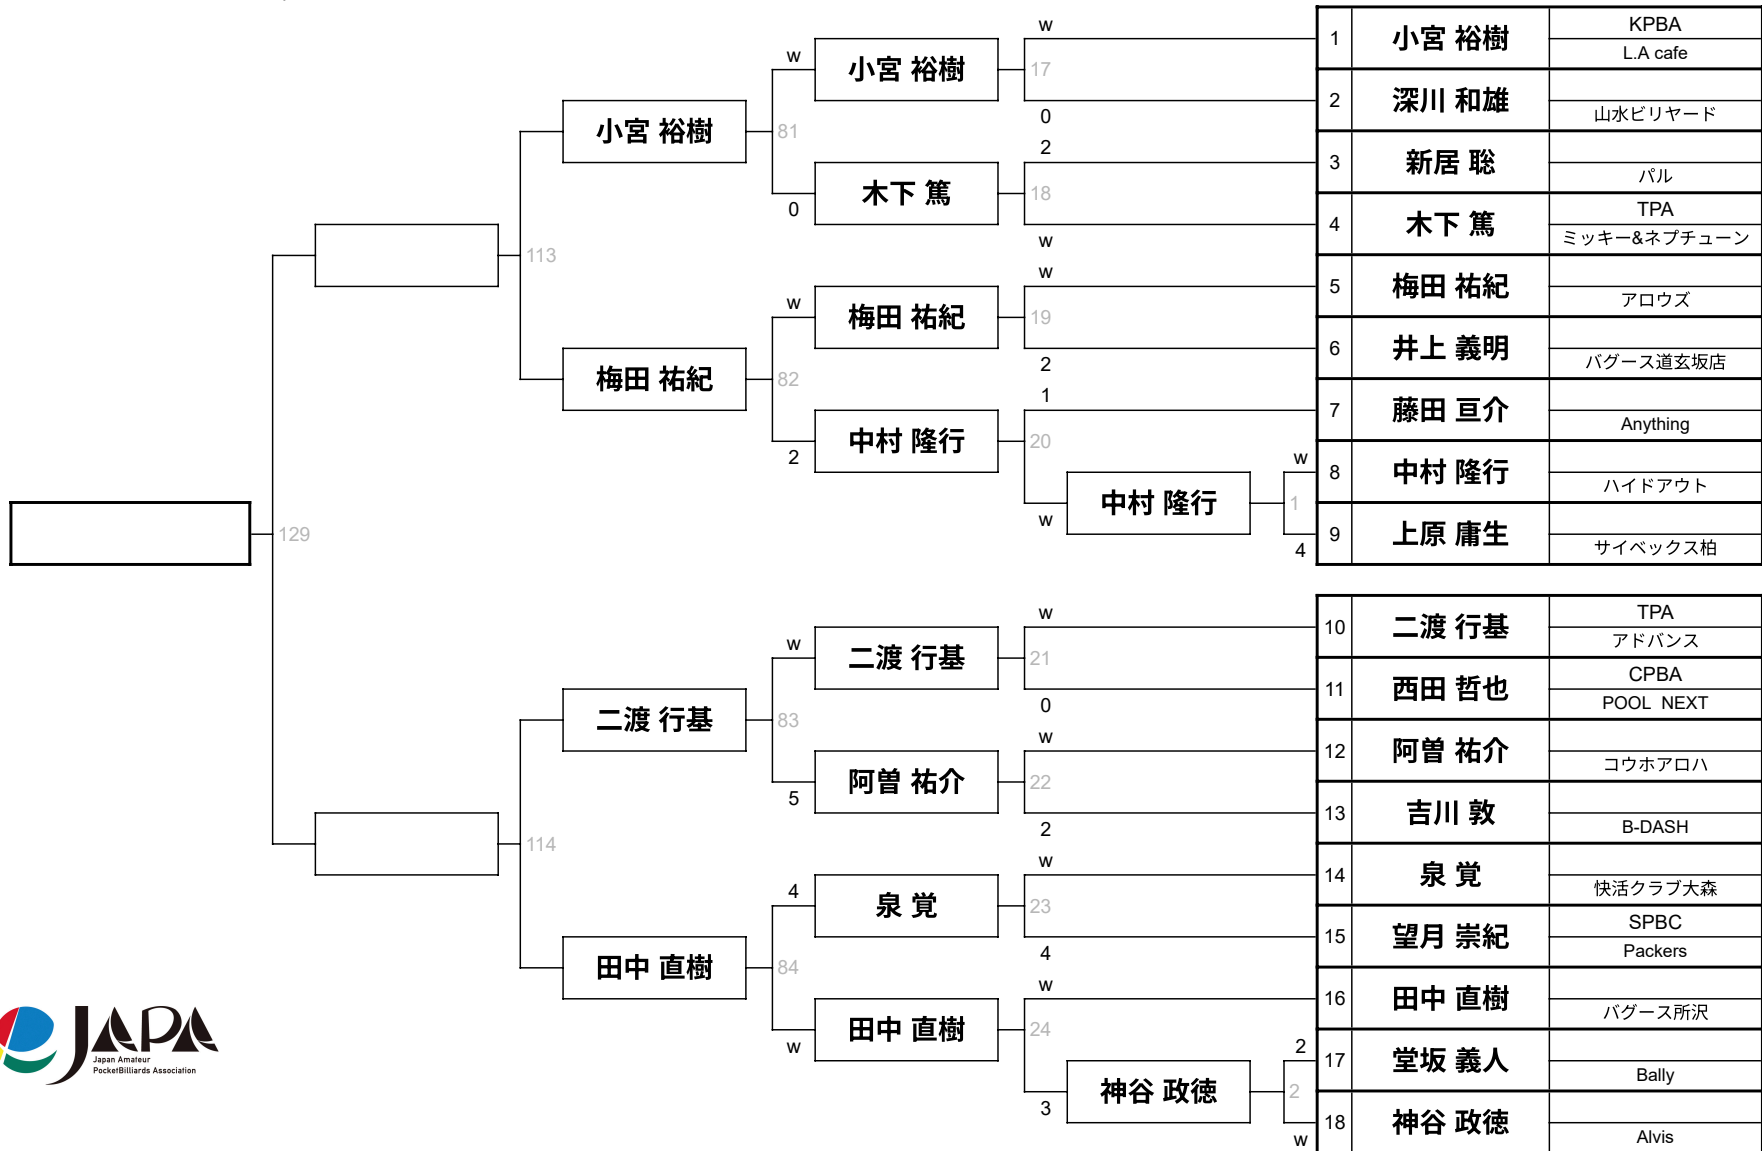 1 小宮 裕樹 KPBA
L.A cafe
2 深川 和雄
山水ビリヤード
3 新居 聡
パル
4 木下 篤 TPA
ミッキー&ネプチューン
5 梅田 祐紀
アロウズ
6 井上 義明
バグース道玄坂店
7 藤田 亘介
Anything
8 中村 隆行
ハイドアウト
9 上原 庸生
サイベックス柏
w
1
4
中村 隆行
w
17
0
2
18
w
w
19
2
1
20
w
小宮 裕樹
木下 篤
梅田 祐紀
中村 隆行
w
81
0
w
82
2
小宮 裕樹
梅田 祐紀
113
129
10 二渡 行基 TPA
アドバンス
11 西田 哲也 CPBA
POOL NEXT
12 阿曽 祐介
コウホアロハ
13 吉川 敦
B-DASH
14 泉 覚
快活クラブ大森
15 望月 崇紀 SPBC
Packers
16 田中 直樹
バグース所沢
17 堂坂 義人
Bally
18 神谷 政徳
Alvis
2
2
w
神谷 政徳
w
21
0
w
22
2
w
23
4
w
24
3
二渡 行基
阿曽 祐介
泉 覚
田中 直樹
w
83
5
4
84
w
二渡 行基
田中 直樹
114
JAPA
Japan Amateur
PocketBilliards Association